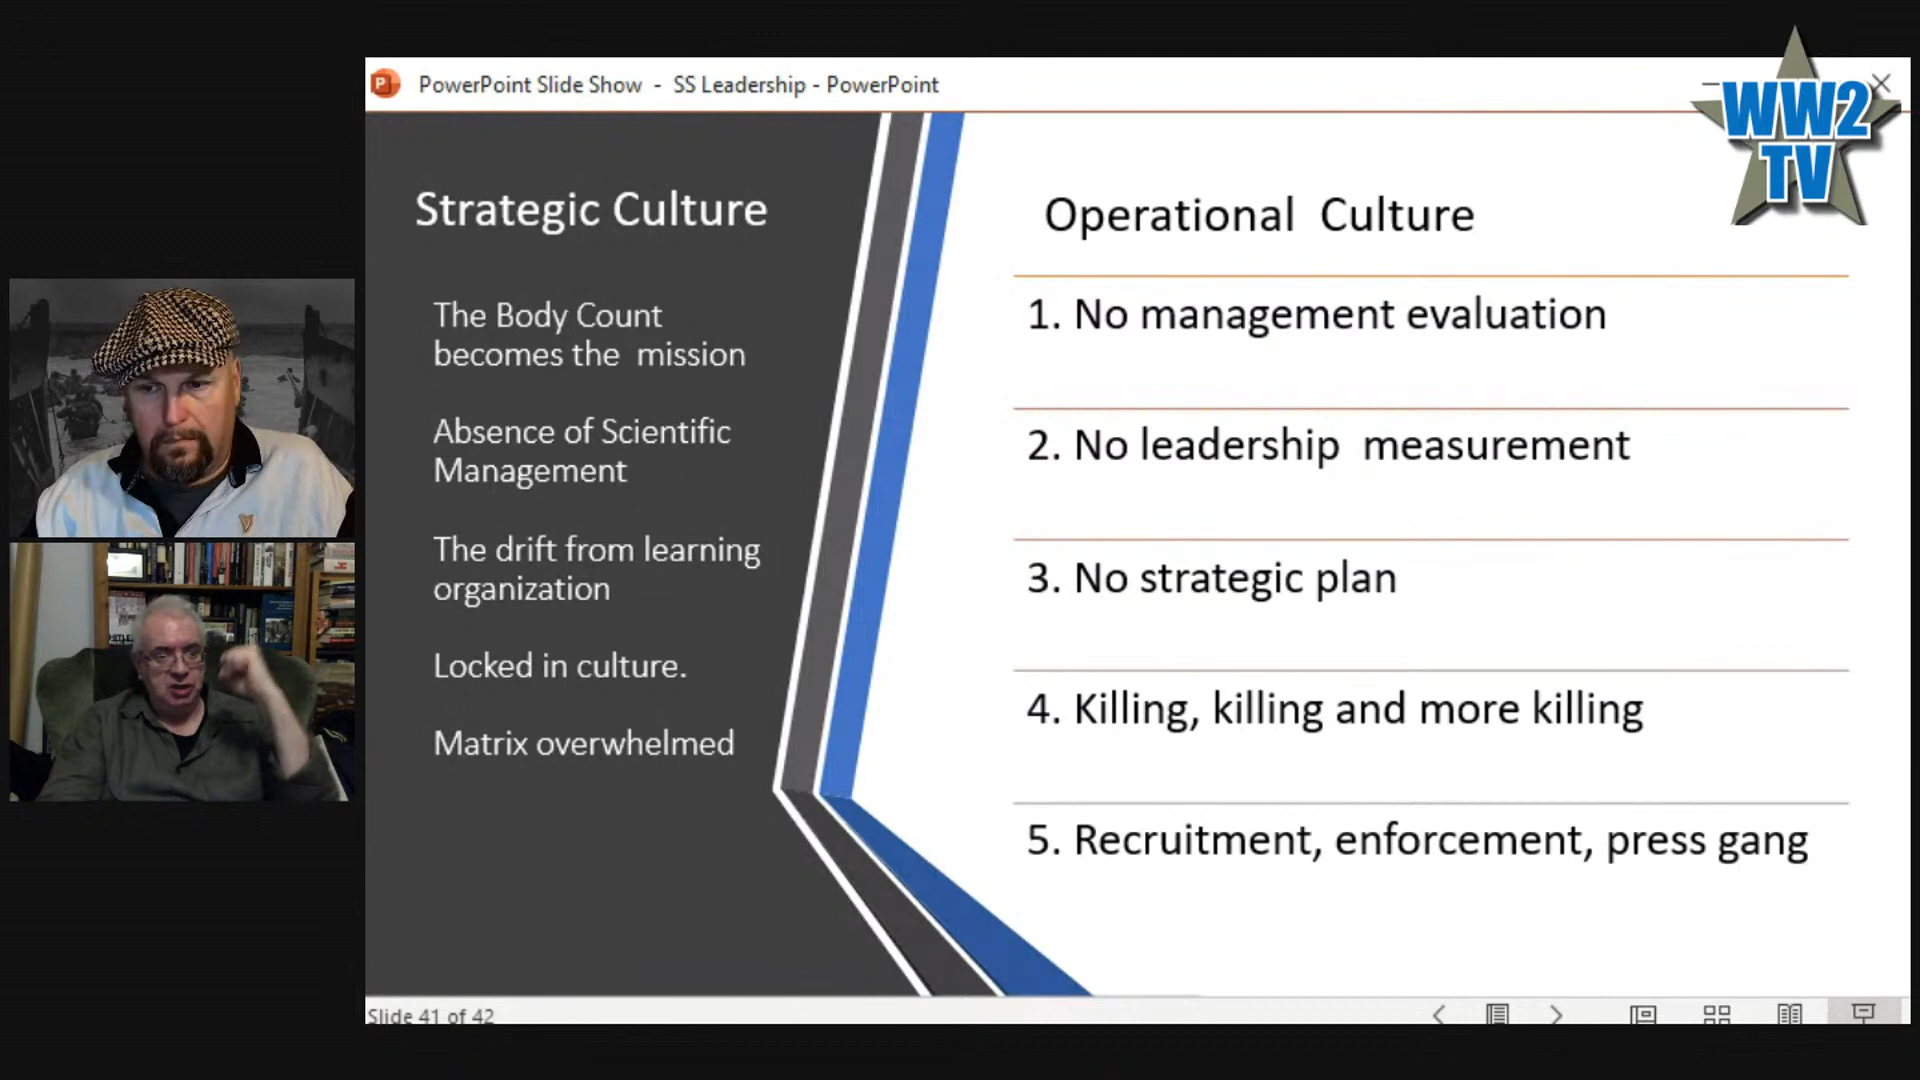 PowerPoint Slide Show - SS Leadership - PowerPoint
WW2
TV
Strategic Culture
The Body Count
becomes the mission
Absence of Scientific
Management
The drift from learning
organization
Locked in culture.
Matrix overwhelmed
Operational Culture
1. No management evaluation
2. No leadership measurement
3. No strategic plan
4. Killing, killing and more killing
5. Recruitment, enforcement, press gang
Slide 41 of 42